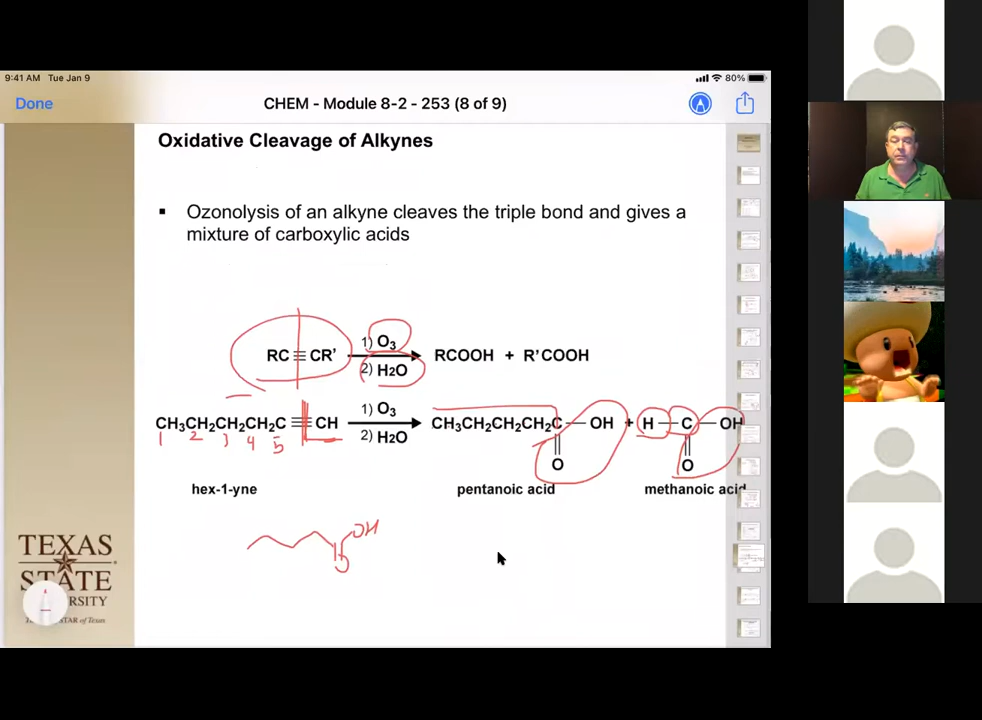 9:41 AM Tue Jan 9
80%
Done
CHEM - Module 8-2 - 253 (8 of 9)
Oxidative Cleavage of Alkynes
▪ Ozonolysis of an alkyne cleaves the triple bond and gives a
mixture of carboxylic acids
1) O3
RC≡CR' RCOOH + R'COOH
2) H2O
1) O3
CH3CH2CH2CH2C≡CH CH3CH2CH2CH2C—OH + H—C—OH
2) H2O
1 2 3 4 5
O O
hex-1-yne pentanoic acid methanoic acid
OH
O
TEXAS
STATE